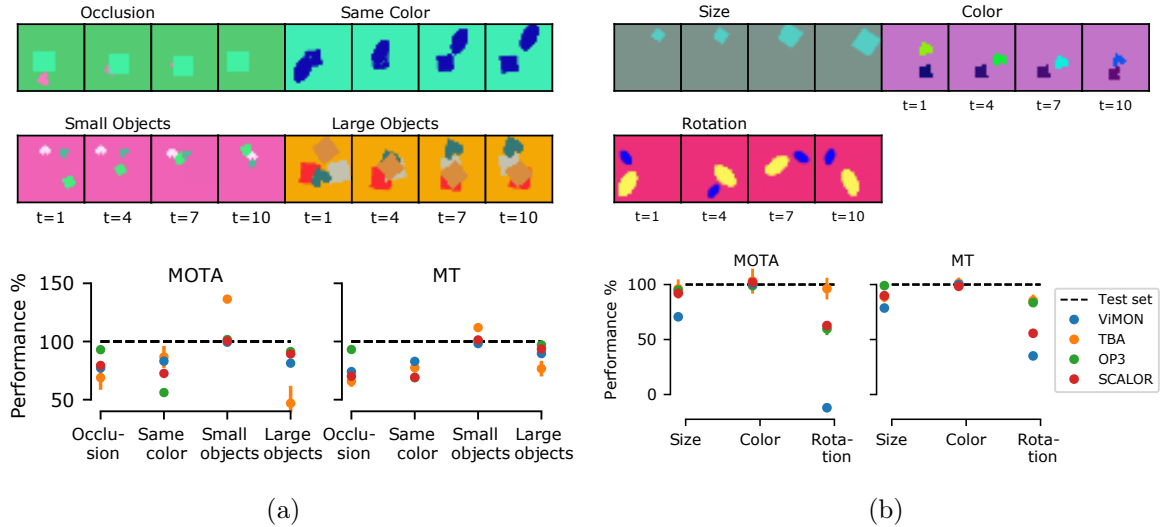 Occlusion Same Color
Small Objects Large Objects
t=1 t=4 t=7 t=10 t=1 t=4 t=7 t=10
MOTA MT
Performance %
150
100
50
Occlu-
sion
Same
color
Small
objects
Large
objects
Occlu-
sion
Same
color
Small
objects
Large
objects
(a)
Size Color
t=1 t=4 t=7 t=10
Rotation
t=1 t=4 t=7 t=10
MOTA MT
Performance %
100
50
0
Size
Color
Rota-
tion
Size
Color
Rota-
tion
Test set
ViMON
TBA
OP3
SCALOR
(b)